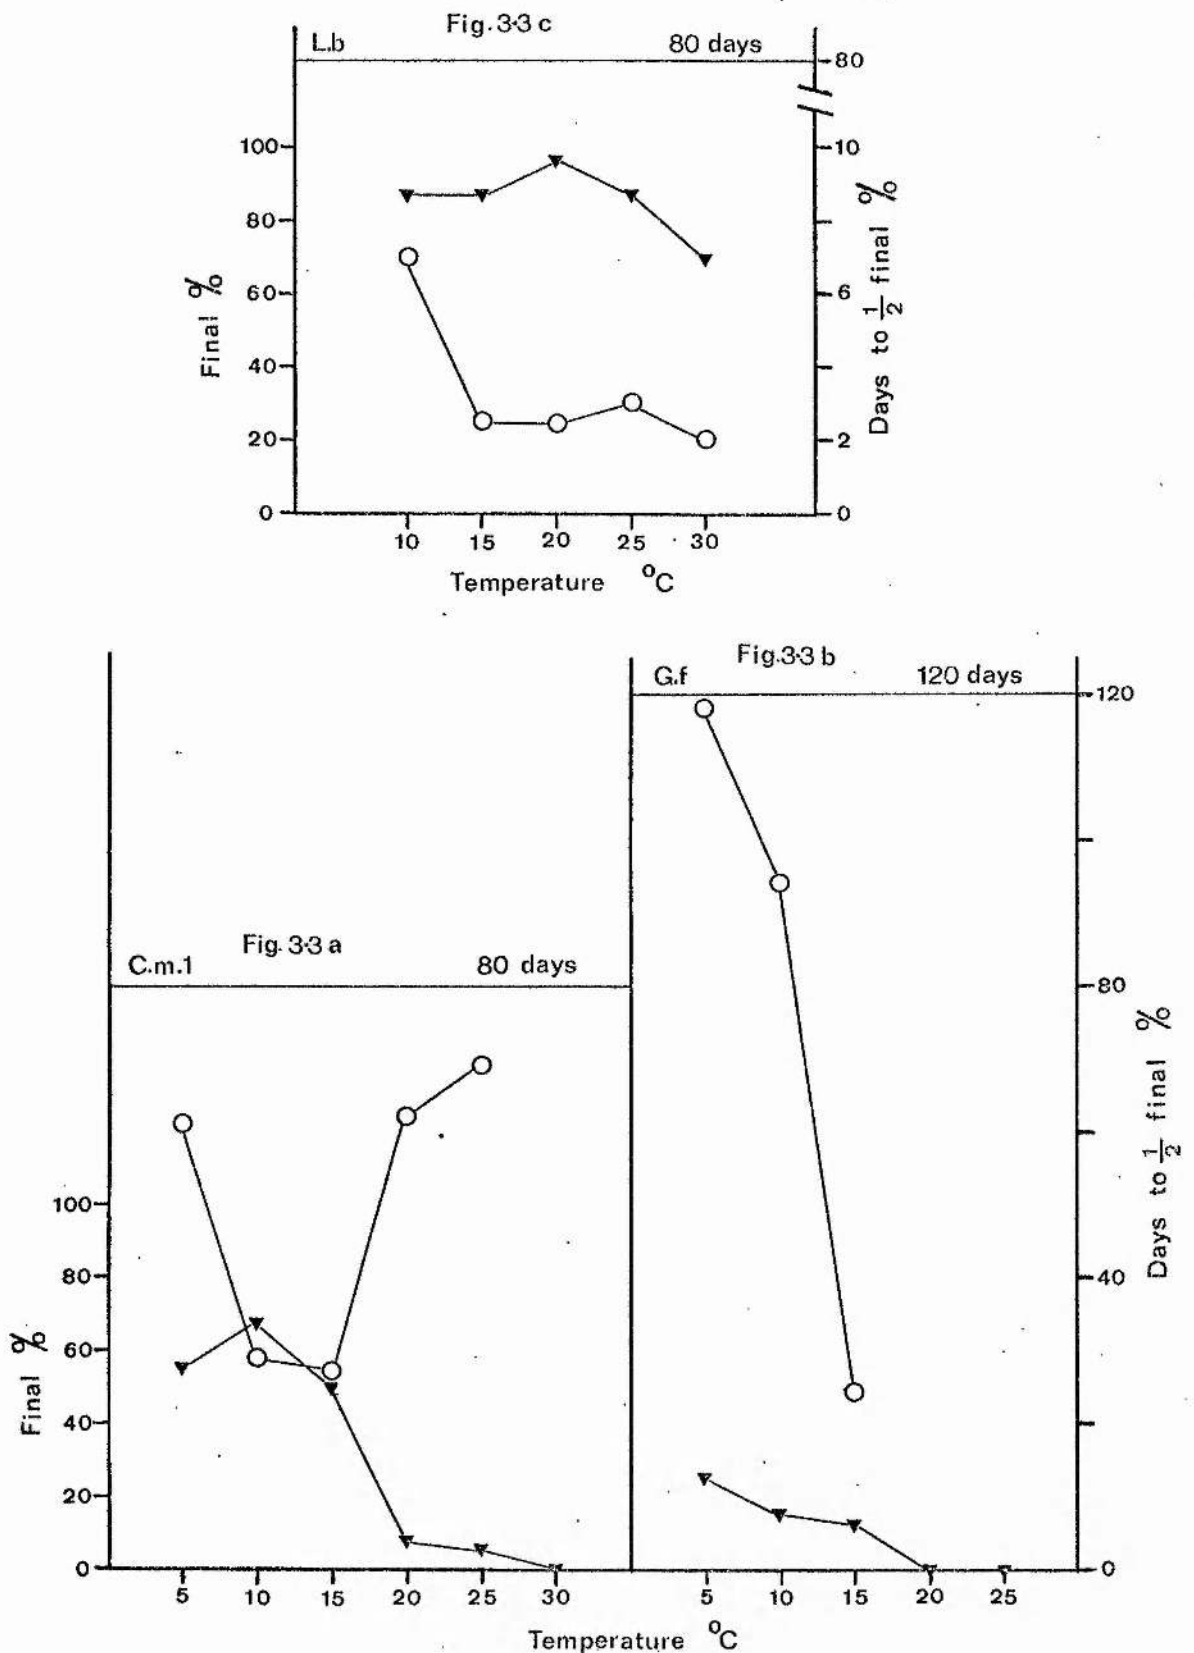 Fig.3·3 c
L.b 80 days
80
100
80
60
40
20
0
Final %
10
6
2
0
Days to 1/2 final %
10 15 20 25 30
Temperature °C
Fig.3·3 b
G.f 120 days
120
80
40
0
Days to 1/2 final %
Fig.3·3 a
C.m.1 80 days
100
80
60
40
20
0
Final %
5 10 15 20 25 30
5 10 15 20 25
Temperature °C